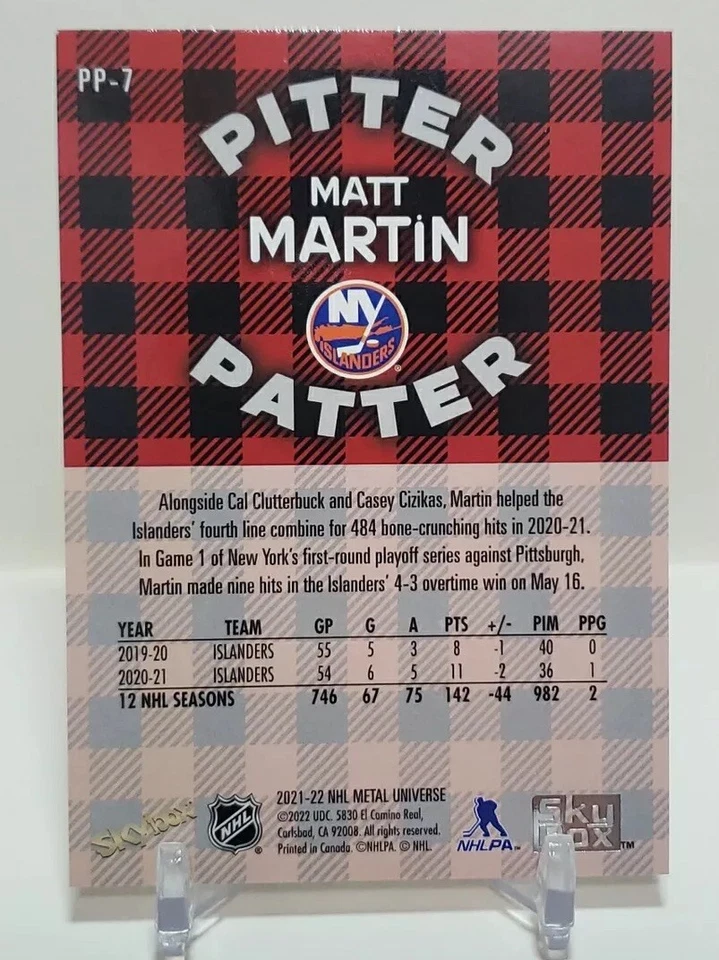 PP-7
PITTER
MATT
MARTiN
NY
ISLANDERS®
PATTER
Alongside Cal Clutterbuck and Casey Cizikas, Martin helped the
Islanders' fourth line combine for 484 bone-crunching hits in 2020-21.
In Game 1 of New York's first-round playoff series against Pittsburgh,
Martin made nine hits in the Islanders' 4-3 overtime win on May 16.
YEAR TEAM GP G A PTS +/- PIM PPG
2019-20 ISLANDERS 55 5 3 8 -1 40 0
2020-21 ISLANDERS 54 6 5 11 -2 36 1
12 NHL SEASONS 746 67 75 142 -44 982 2
2021-22 NHL METAL UNIVERSE
©2022 UDC. 5830 El Camino Real,
Carlsbad, CA 92008. All rights reserved.
Printed in Canada. ©NHLPA. © NHL.
skybox
NHL®
NHLPA™
SkyBox™